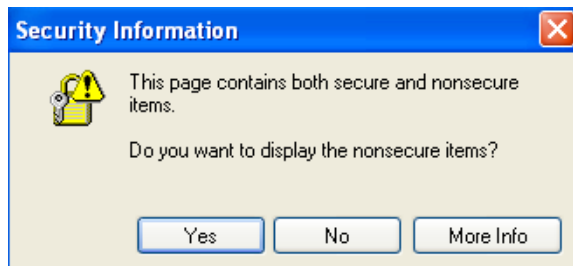 Security Information
This page contains both secure and nonsecure
items.
Do you want to display the nonsecure items?
Yes No More Info